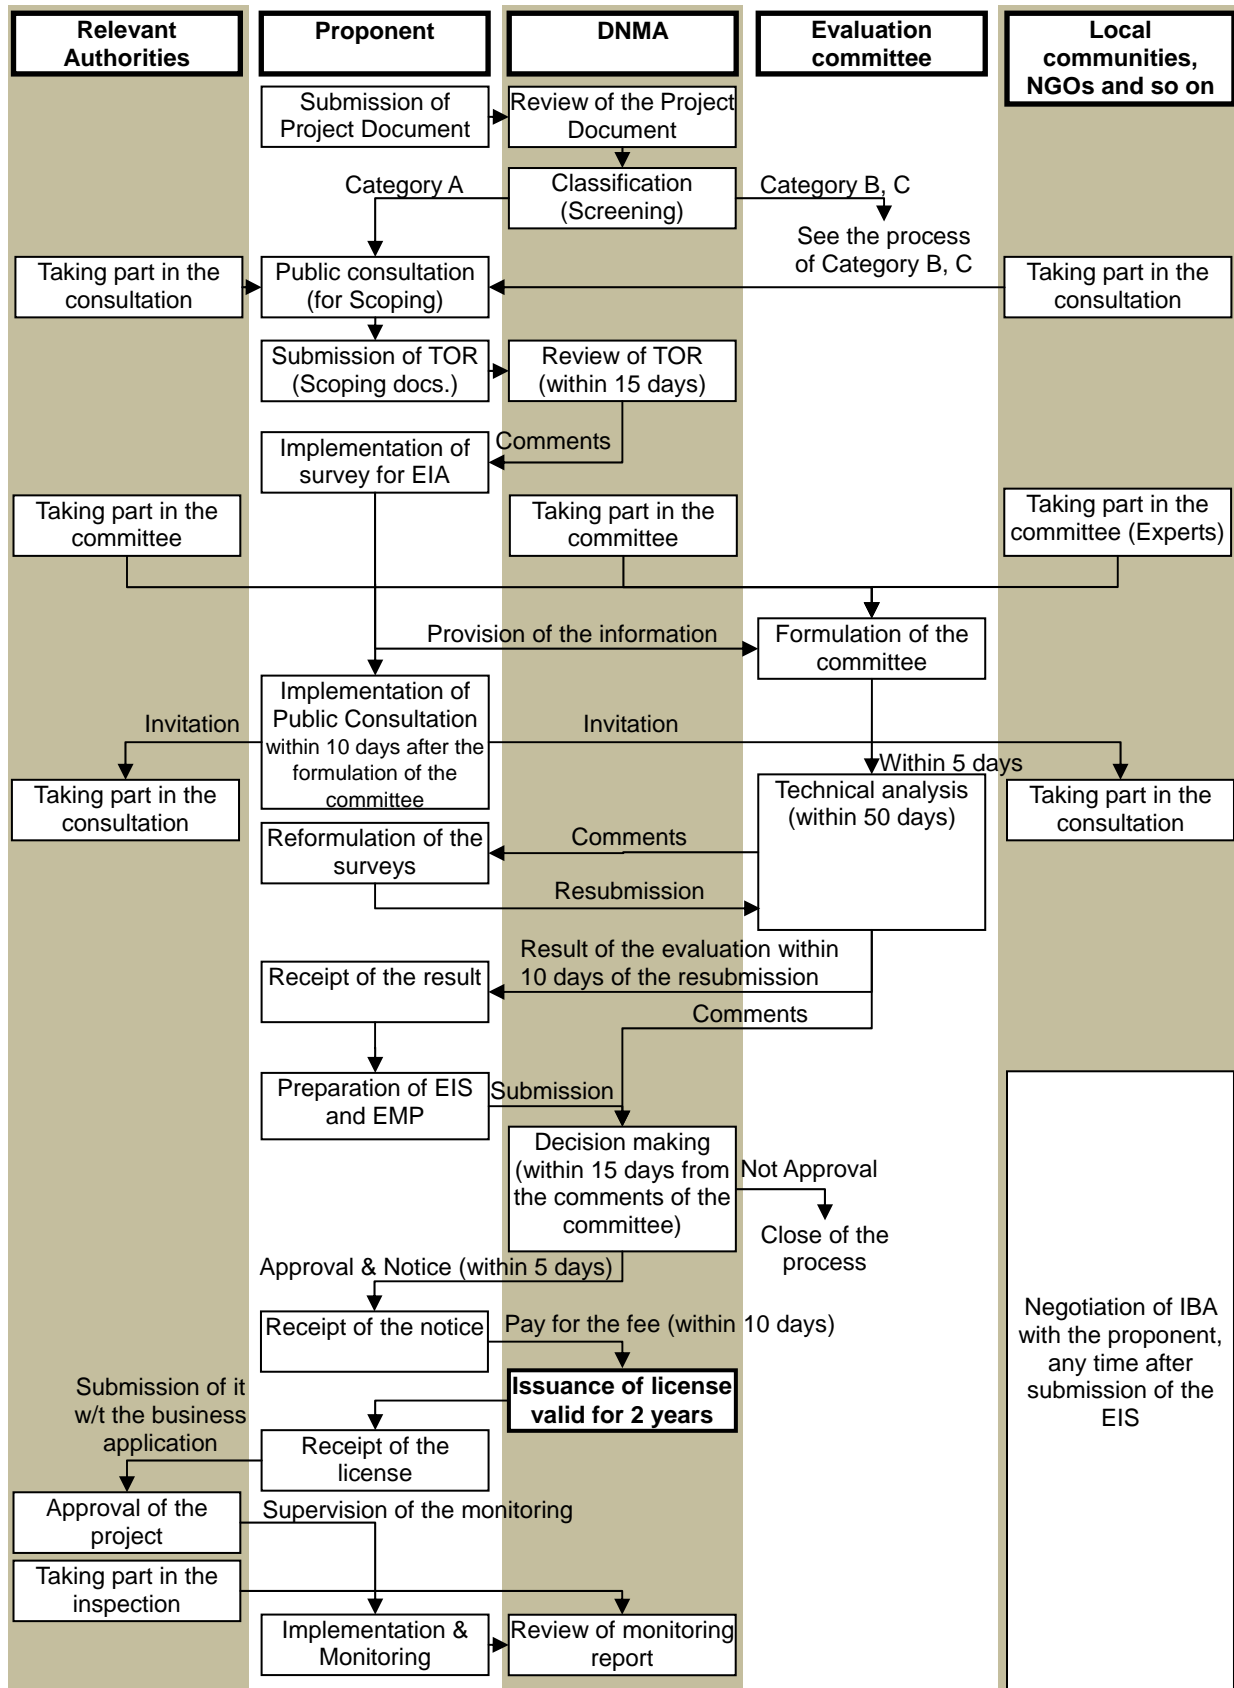 Relevant
Authorities
Proponent
DNMA
Evaluation
committee
Local
communities,
NGOs and so on
Submission of
Project Document
Review of the Project
Document
Category A
Classification
(Screening)
Category B, C
See the process
of Category B, C
Taking part in the
consultation
Public consultation
(for Scoping)
Taking part in the
consultation
Submission of TOR
(Scoping docs.)
Review of TOR
(within 15 days)
Comments
Implementation of
survey for EIA
Taking part in the
committee
Taking part in the
committee
Taking part in the
committee (Experts)
Provision of the information
Formulation of the
committee
Implementation of
Public Consultation
within 10 days after the
formulation of the
committee
Invitation
Invitation
Within 5 days
Taking part in the
consultation
Technical analysis
(within 50 days)
Taking part in the
consultation
Reformulation of the
surveys
Comments
Resubmission
Result of the evaluation within
10 days of the resubmission
Receipt of the result
Comments
Preparation of EIS
and EMP
Submission
Decision making
(within 15 days from
the comments of the
committee)
Not Approval
Close of the
process
Approval & Notice (within 5 days)
Receipt of the notice
Pay for the fee (within 10 days)
Issuance of license
valid for 2 years
Negotiation of IBA
with the proponent,
any time after
submission of the
EIS
Submission of it
w/t the business
application
Receipt of the
license
Approval of the
project
Supervision of the monitoring
Taking part in the
inspection
Implementation &
Monitoring
Review of monitoring
report